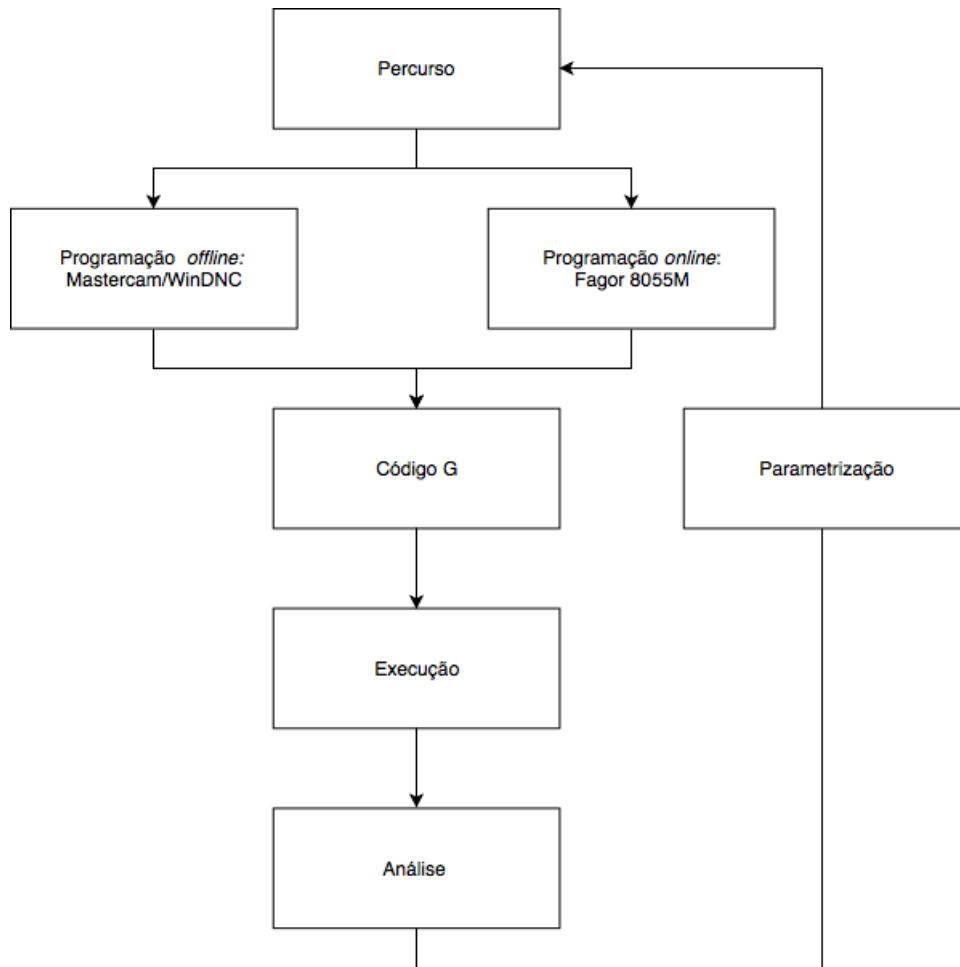 Percurso
Programação offline:
Mastercam/WinDNC
Programação online:
Fagor 8055M
Código G
Parametrização
Execução
Análise